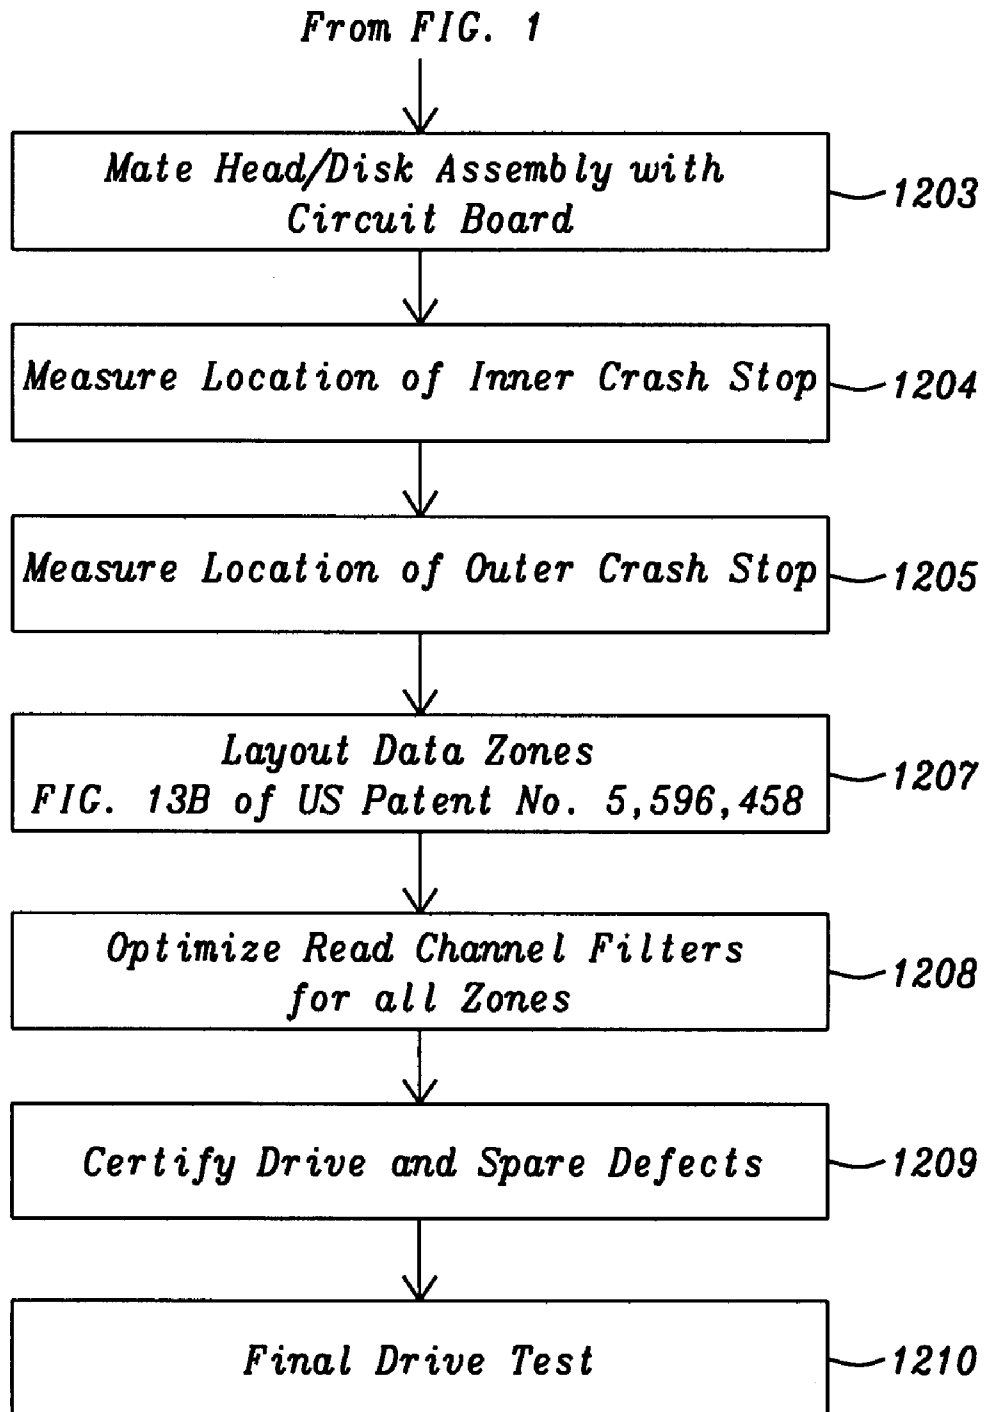 From FIG. 1
Mate Head/Disk Assembly with
Circuit Board
1203
Measure Location of Inner Crash Stop
1204
Measure Location of Outer Crash Stop
1205
Layout Data Zones
FIG. 13B of US Patent No. 5,596,458
1207
Optimize Read Channel Filters
for all Zones
1208
Certify Drive and Spare Defects
1209
Final Drive Test
1210